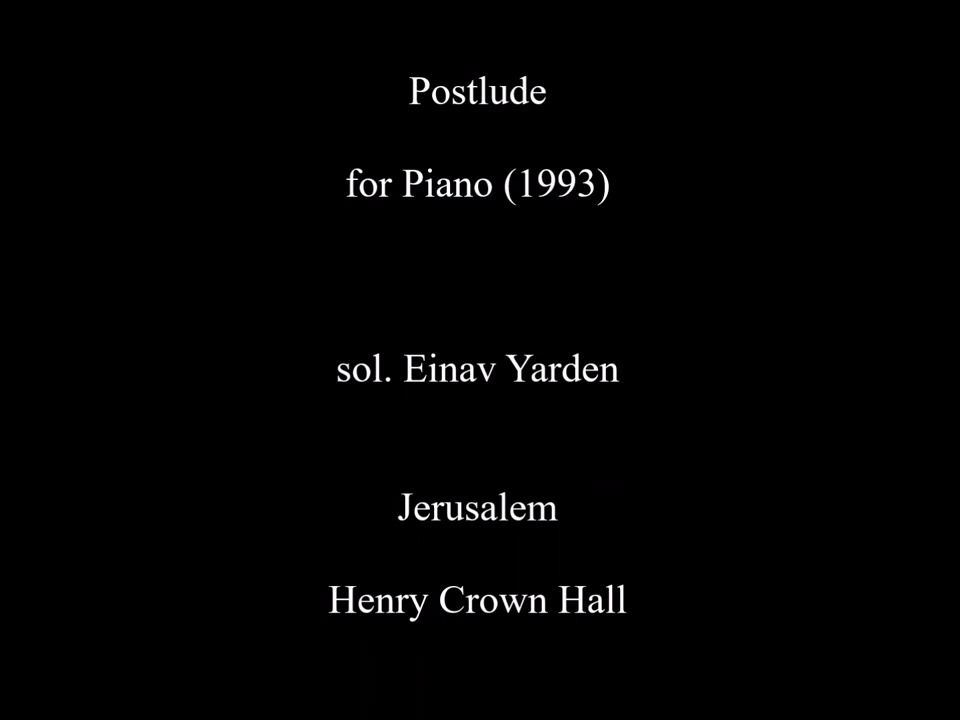 Postlude
for Piano (1993)
sol. Einav Yarden
Jerusalem
Henry Crown Hall